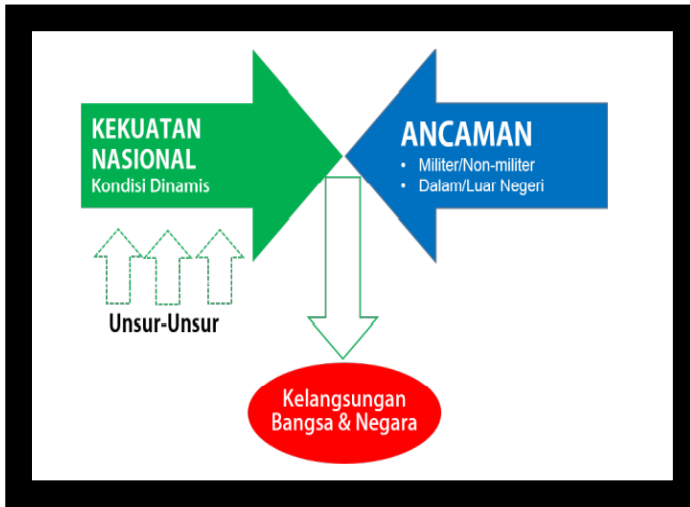 KEKUATAN
NASIONAL
Kondisi Dinamis
ANCAMAN
• Militer/Non-militer
• Dalam/Luar Negeri
Unsur-Unsur
Kelangsungan
Bangsa & Negara